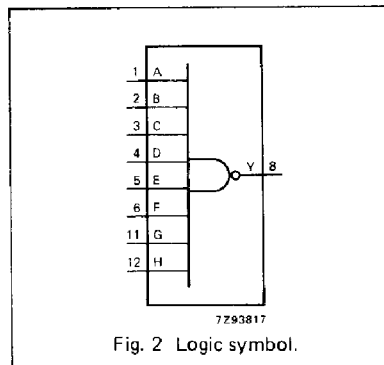 1 A
2 B
3 C
4 D
5 E
6 F
11 G
12 H
Y 8
7Z93817
Fig. 2 Logic symbol.